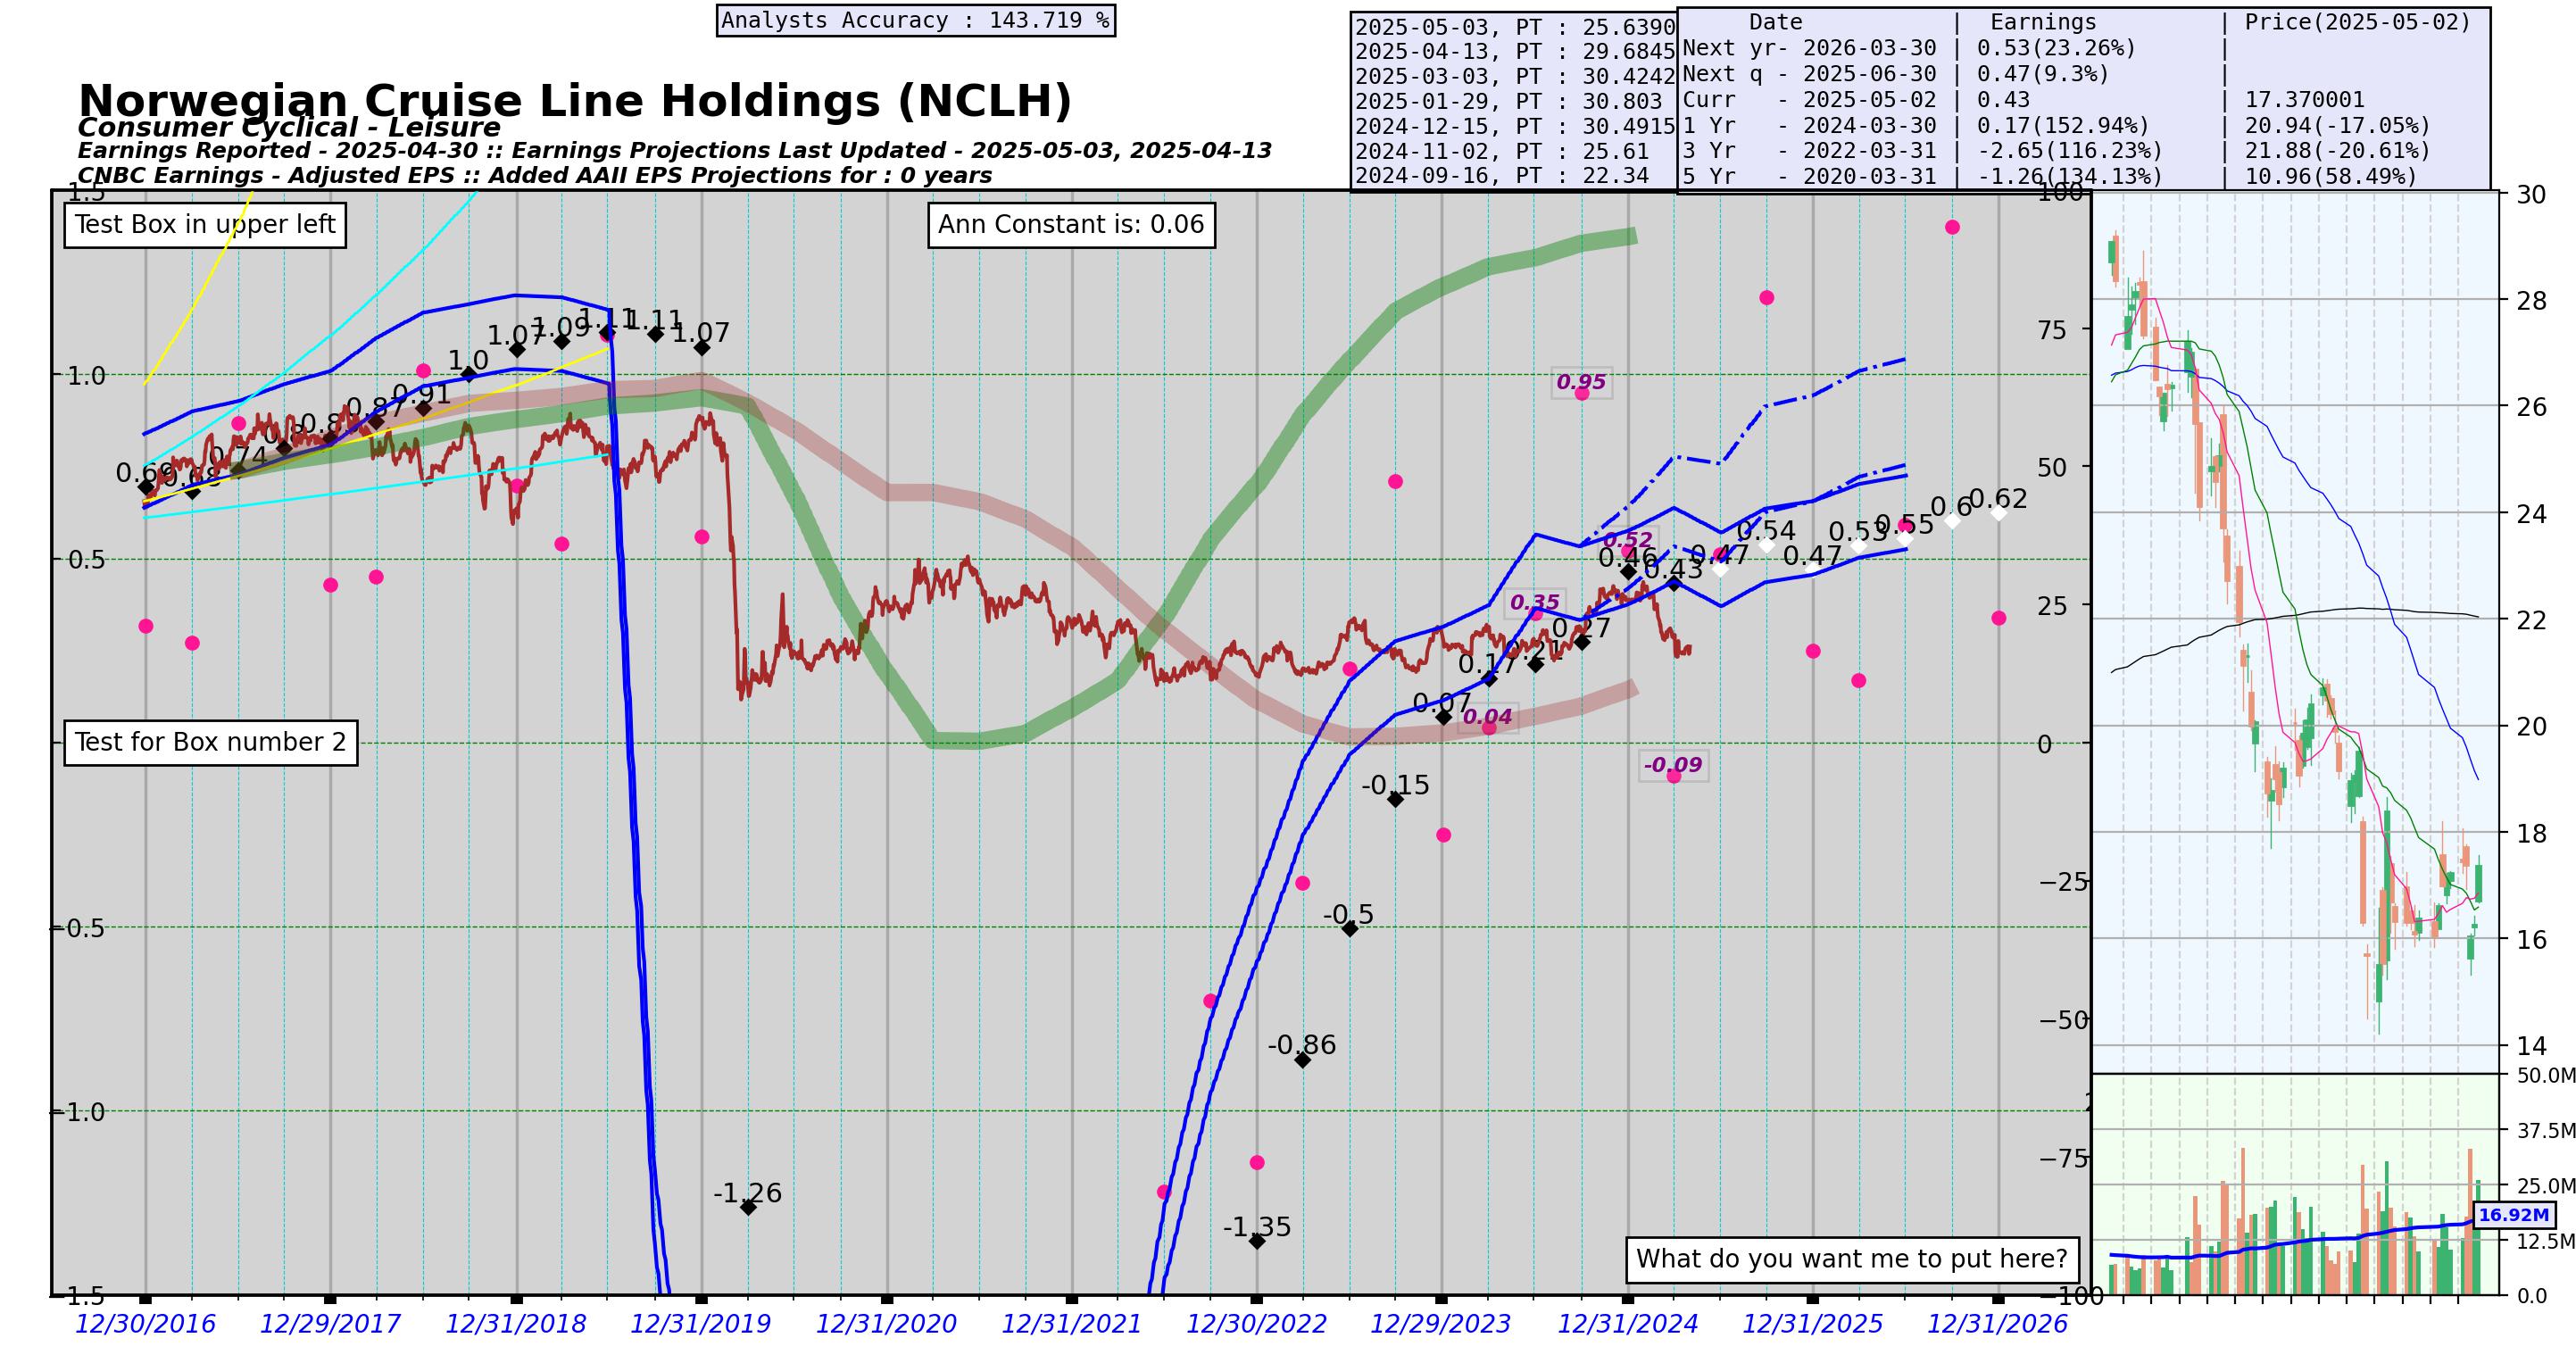 Analysts Accuracy : 143.719 %
2025-05-03, PT : 25.6390
2025-04-13, PT : 29.6845
2025-03-03, PT : 30.4242
2025-01-29, PT : 30.803
2024-12-15, PT : 30.4915
2024-11-02, PT : 25.61
2024-09-16, PT : 22.34
Date | Earnings | Price(2025-05-02)
Next yr- 2026-03-30 | 0.53(23.26%) |
Next q - 2025-06-30 | 0.47(9.3%) |
Curr - 2025-05-02 | 0.43 | 17.370001
1 Yr - 2024-03-30 | 0.17(152.94%) | 20.94(-17.05%)
3 Yr - 2022-03-31 | -2.65(116.23%) | 21.88(-20.61%)
5 Yr - 2020-03-31 | -1.26(134.13%) | 10.96(58.49%)
Norwegian Cruise Line Holdings (NCLH)
Consumer Cyclical - Leisure
Earnings Reported - 2025-04-30 :: Earnings Projections Last Updated - 2025-05-03, 2025-04-13
CNBC Earnings - Adjusted EPS :: Added AAII EPS Projections for : 0 years
Test Box in upper left
Ann Constant is: 0.06
Test for Box number 2
What do you want me to put here?
1.5
1.0
0.5
−0.5
−1.0
−1.5
0.69
0.68
0.74
0.8
0.87
0.91
1.0
1.07
1.09
1.11
1.11
1.07
-1.26
-1.35
-0.86
-0.5
-0.15
0.07
0.17
0.21
0.27
0.46
0.43
0.47
0.54
0.47
0.53
0.55
0.6
0.62
0.04
0.35
0.95
0.52
-0.09
100
75
50
25
0
−25
−50
−75
−100
30
28
26
24
22
20
18
16
14
50.0M
37.5M
25.0M
16.92M
12.5M
0.0
12/30/2016
12/29/2017
12/31/2018
12/31/2019
12/31/2020
12/31/2021
12/30/2022
12/29/2023
12/31/2024
12/31/2025
12/31/2026